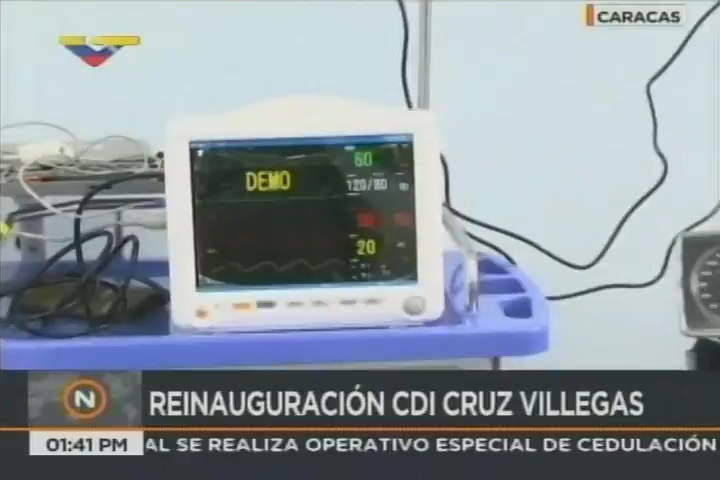 CARACAS
60
DEMO
120/80
20
N
REINAUGURACIÓN CDI CRUZ VILLEGAS
01:41 PM
AL SE REALIZA OPERATIVO ESPECIAL DE CEDULACIÓN